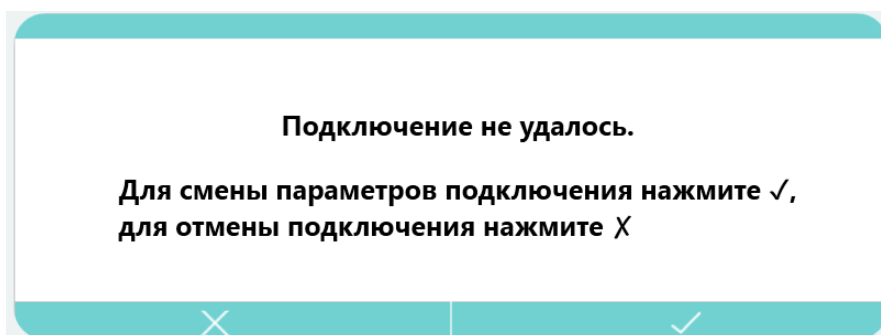 Подключение не удалось.
Для смены параметров подключения нажмите ✓,
для отмены подключения нажмите ✗